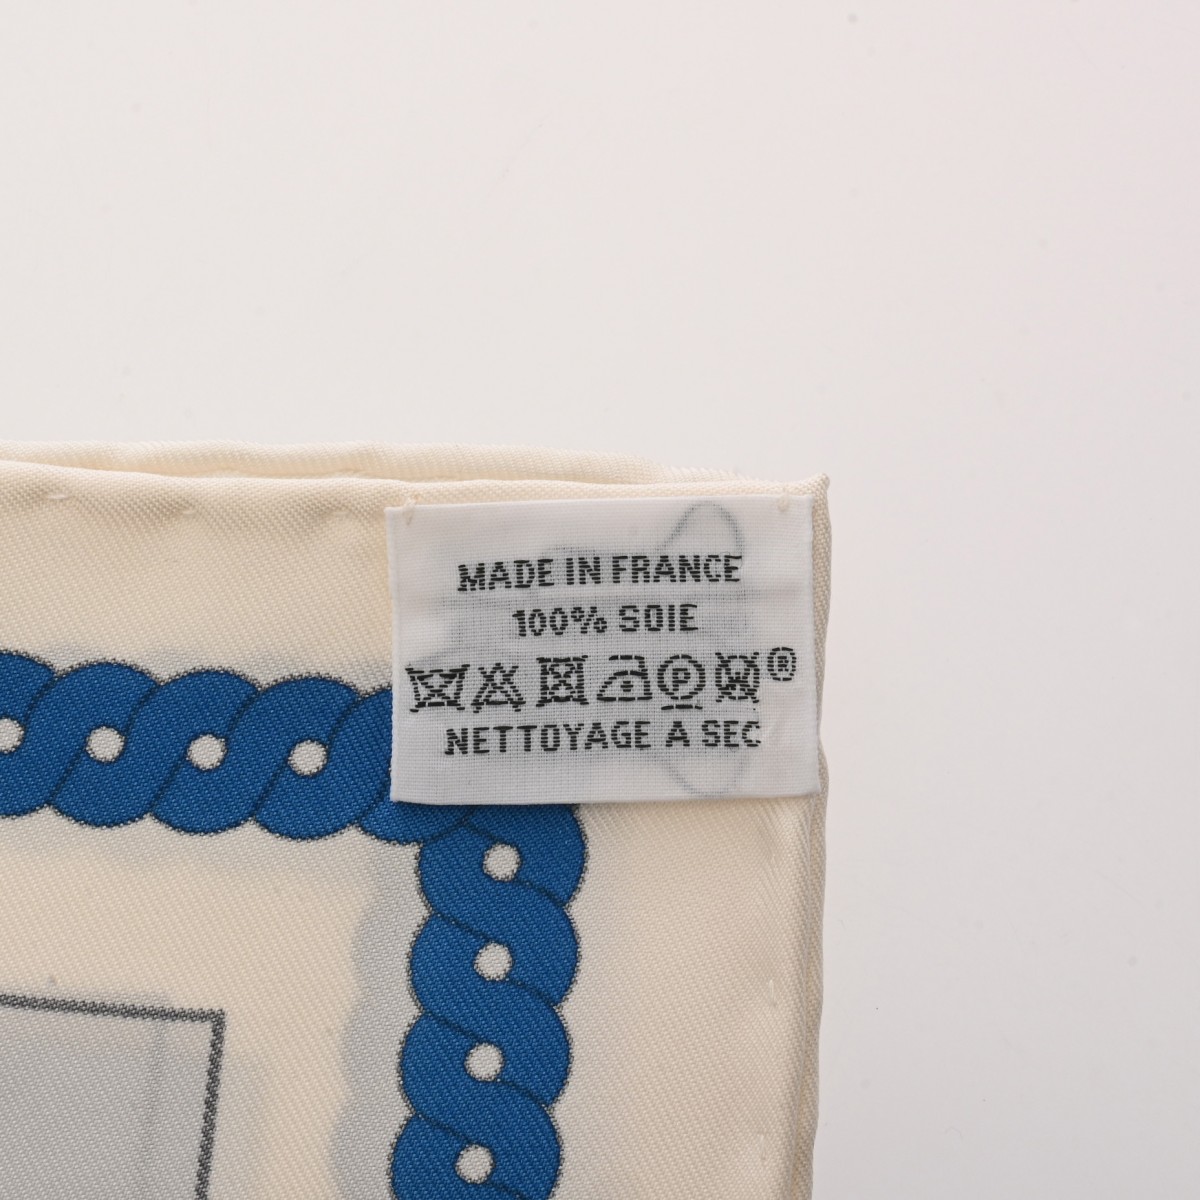 MADE IN FRANCE
100% SOIE
P W ®
NETTOYAGE A SEC